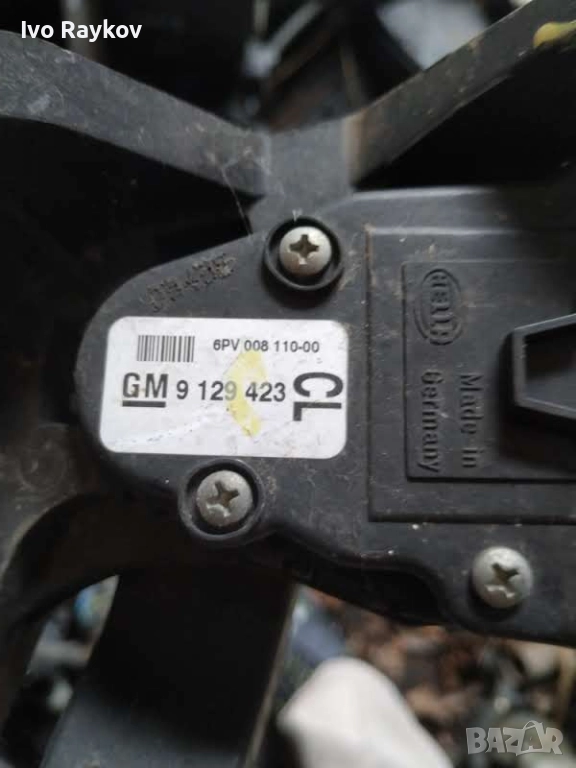 Ivo Raykov
6PV 008 110-00
GM 9 129 423 CL
HELLA
Made in
Germany
BAZAR